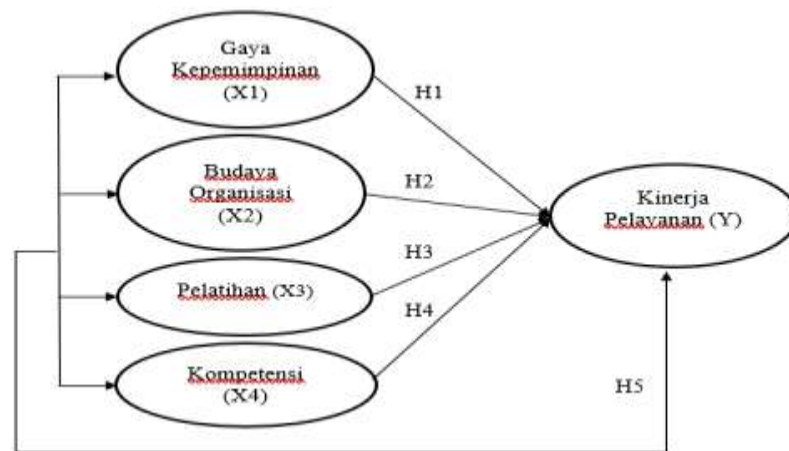 Gaya
Kepemimpinan
(X1)
H1
Budaya
Organisasi
(X2)
H2
Kinerja
Pelayanan (Y)
H3
Pelatihan (X3)
H4
Kompetensi
(X4)
H5